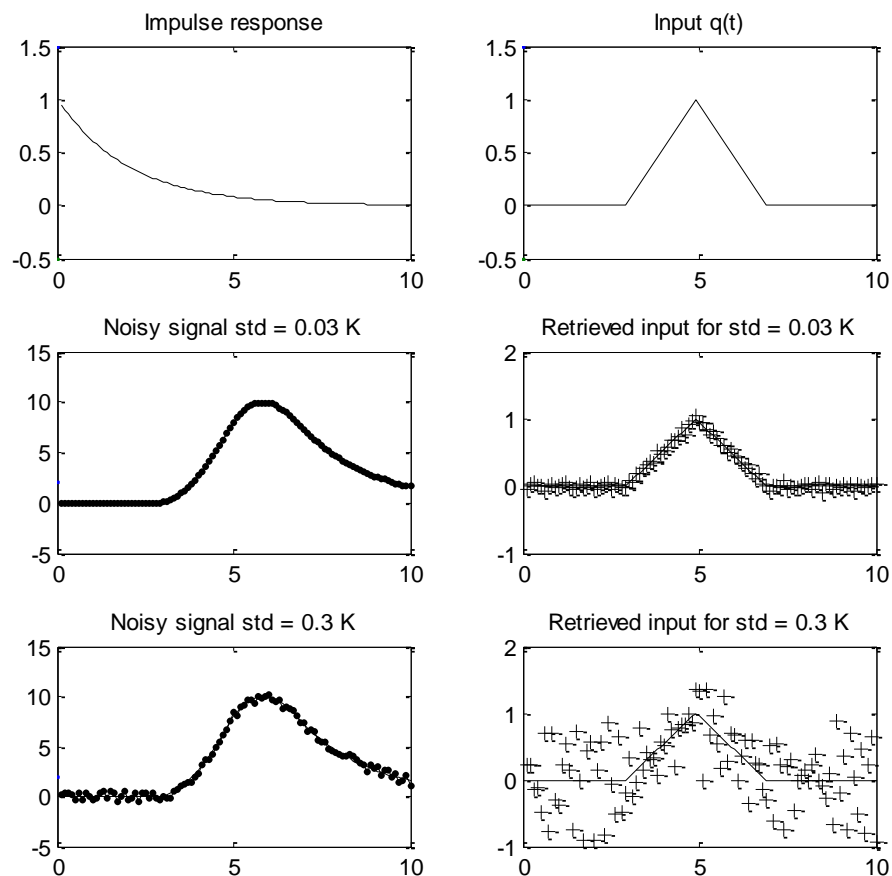 Impulse response
1.5
1
0.5
0
-0.5
0 5 10
Input q(t)
1.5
1
0.5
0
-0.5
0 5 10
Noisy signal std = 0.03 K
15
10
5
0
-5
0 5 10
Retrieved input for std = 0.03 K
2
1
0
-1
0 5 10
Noisy signal std = 0.3 K
15
10
5
0
-5
0 5 10
Retrieved input for std = 0.3 K
2
1
0
-1
0 5 10